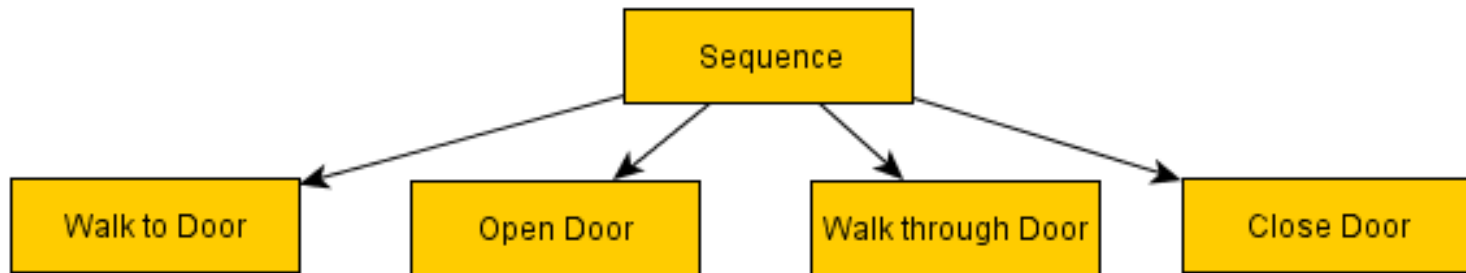 Sequence
Walk to Door
Open Door
Walk through Door
Close Door